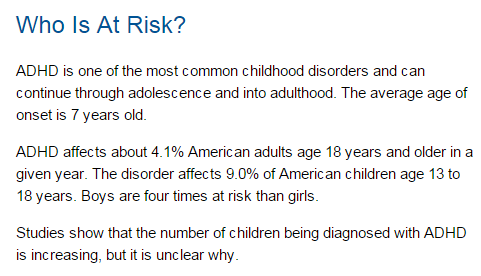 Who Is At Risk?
ADHD is one of the most common childhood disorders and can
continue through adolescence and into adulthood. The average age of
onset is 7 years old.
ADHD affects about 4.1% American adults age 18 years and older in a
given year. The disorder affects 9.0% of American children age 13 to
18 years. Boys are four times at risk than girls.
Studies show that the number of children being diagnosed with ADHD
is increasing, but it is unclear why.